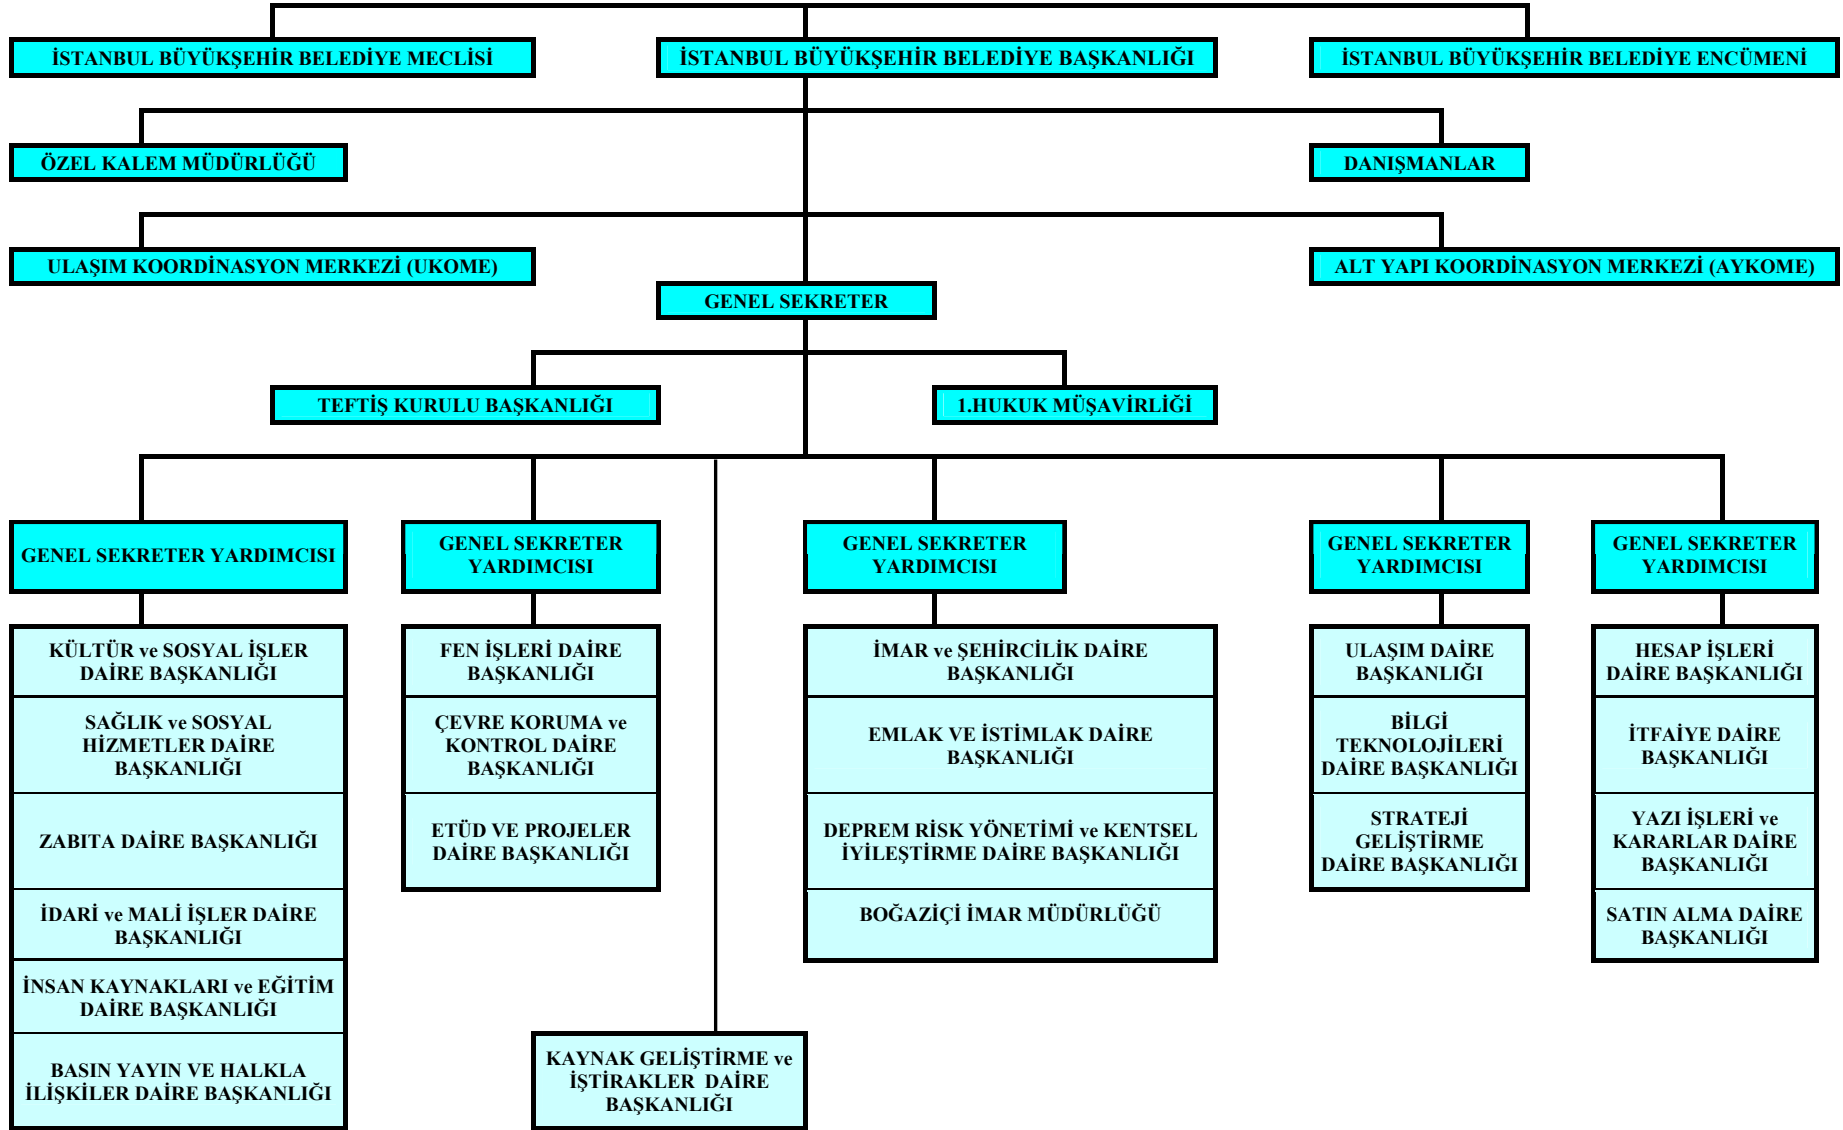 İSTANBUL BÜYÜKŞEHİR BELEDİYE MECLİSİ
İSTANBUL BÜYÜKŞEHİR BELEDİYE BAŞKANLIĞI
İSTANBUL BÜYÜKŞEHİR BELEDİYE ENCÜMENİ
ÖZEL KALEM MÜDÜRLÜĞÜ
DANIŞMANLAR
ULAŞIM KOORDİNASYON MERKEZİ (UKOME)
ALT YAPI KOORDİNASYON MERKEZİ (AYKOME)
GENEL SEKRETER
TEFTİŞ KURULU BAŞKANLIĞI
1.HUKUK MÜŞAVİRLİĞİ
GENEL SEKRETER YARDIMCISI
KÜLTÜR ve SOSYAL İŞLER
DAİRE BAŞKANLIĞI
SAĞLIK ve SOSYAL
HİZMETLER DAİRE
BAŞKANLIĞI
ZABITA DAİRE BAŞKANLIĞI
İDARİ ve MALİ İŞLER DAİRE
BAŞKANLIĞI
İNSAN KAYNAKLARI ve EĞİTİM
DAİRE BAŞKANLIĞI
BASIN YAYIN VE HALKLA
İLİŞKİLER DAİRE BAŞKANLIĞI
GENEL SEKRETER
YARDIMCISI
FEN İŞLERİ DAİRE
BAŞKANLIĞI
ÇEVRE KORUMA ve
KONTROL DAİRE
BAŞKANLIĞI
ETÜD VE PROJELER
DAİRE BAŞKANLIĞI
KAYNAK GELİŞTİRME ve
İŞTİRAKLER DAİRE
BAŞKANLIĞI
GENEL SEKRETER
YARDIMCISI
İMAR ve ŞEHİRCİLİK DAİRE
BAŞKANLIĞI
EMLAK VE İSTİMLAK DAİRE
BAŞKANLIĞI
DEPREM RİSK YÖNETİMİ ve KENTSEL
İYİLEŞTİRME DAİRE BAŞKANLIĞI
BOĞAZİÇİ İMAR MÜDÜRLÜĞÜ
GENEL SEKRETER
YARDIMCISI
ULAŞIM DAİRE
BAŞKANLIĞI
BİLGİ
TEKNOLOJİLERİ
DAİRE BAŞKANLIĞI
STRATEJİ
GELİŞTİRME
DAİRE BAŞKANLIĞI
GENEL SEKRETER
YARDIMCISI
HESAP İŞLERİ
DAİRE BAŞKANLIĞI
İTFAİYE DAİRE
BAŞKANLIĞI
YAZI İŞLERİ ve
KARARLAR DAİRE
BAŞKANLIĞI
SATIN ALMA DAİRE
BAŞKANLIĞI